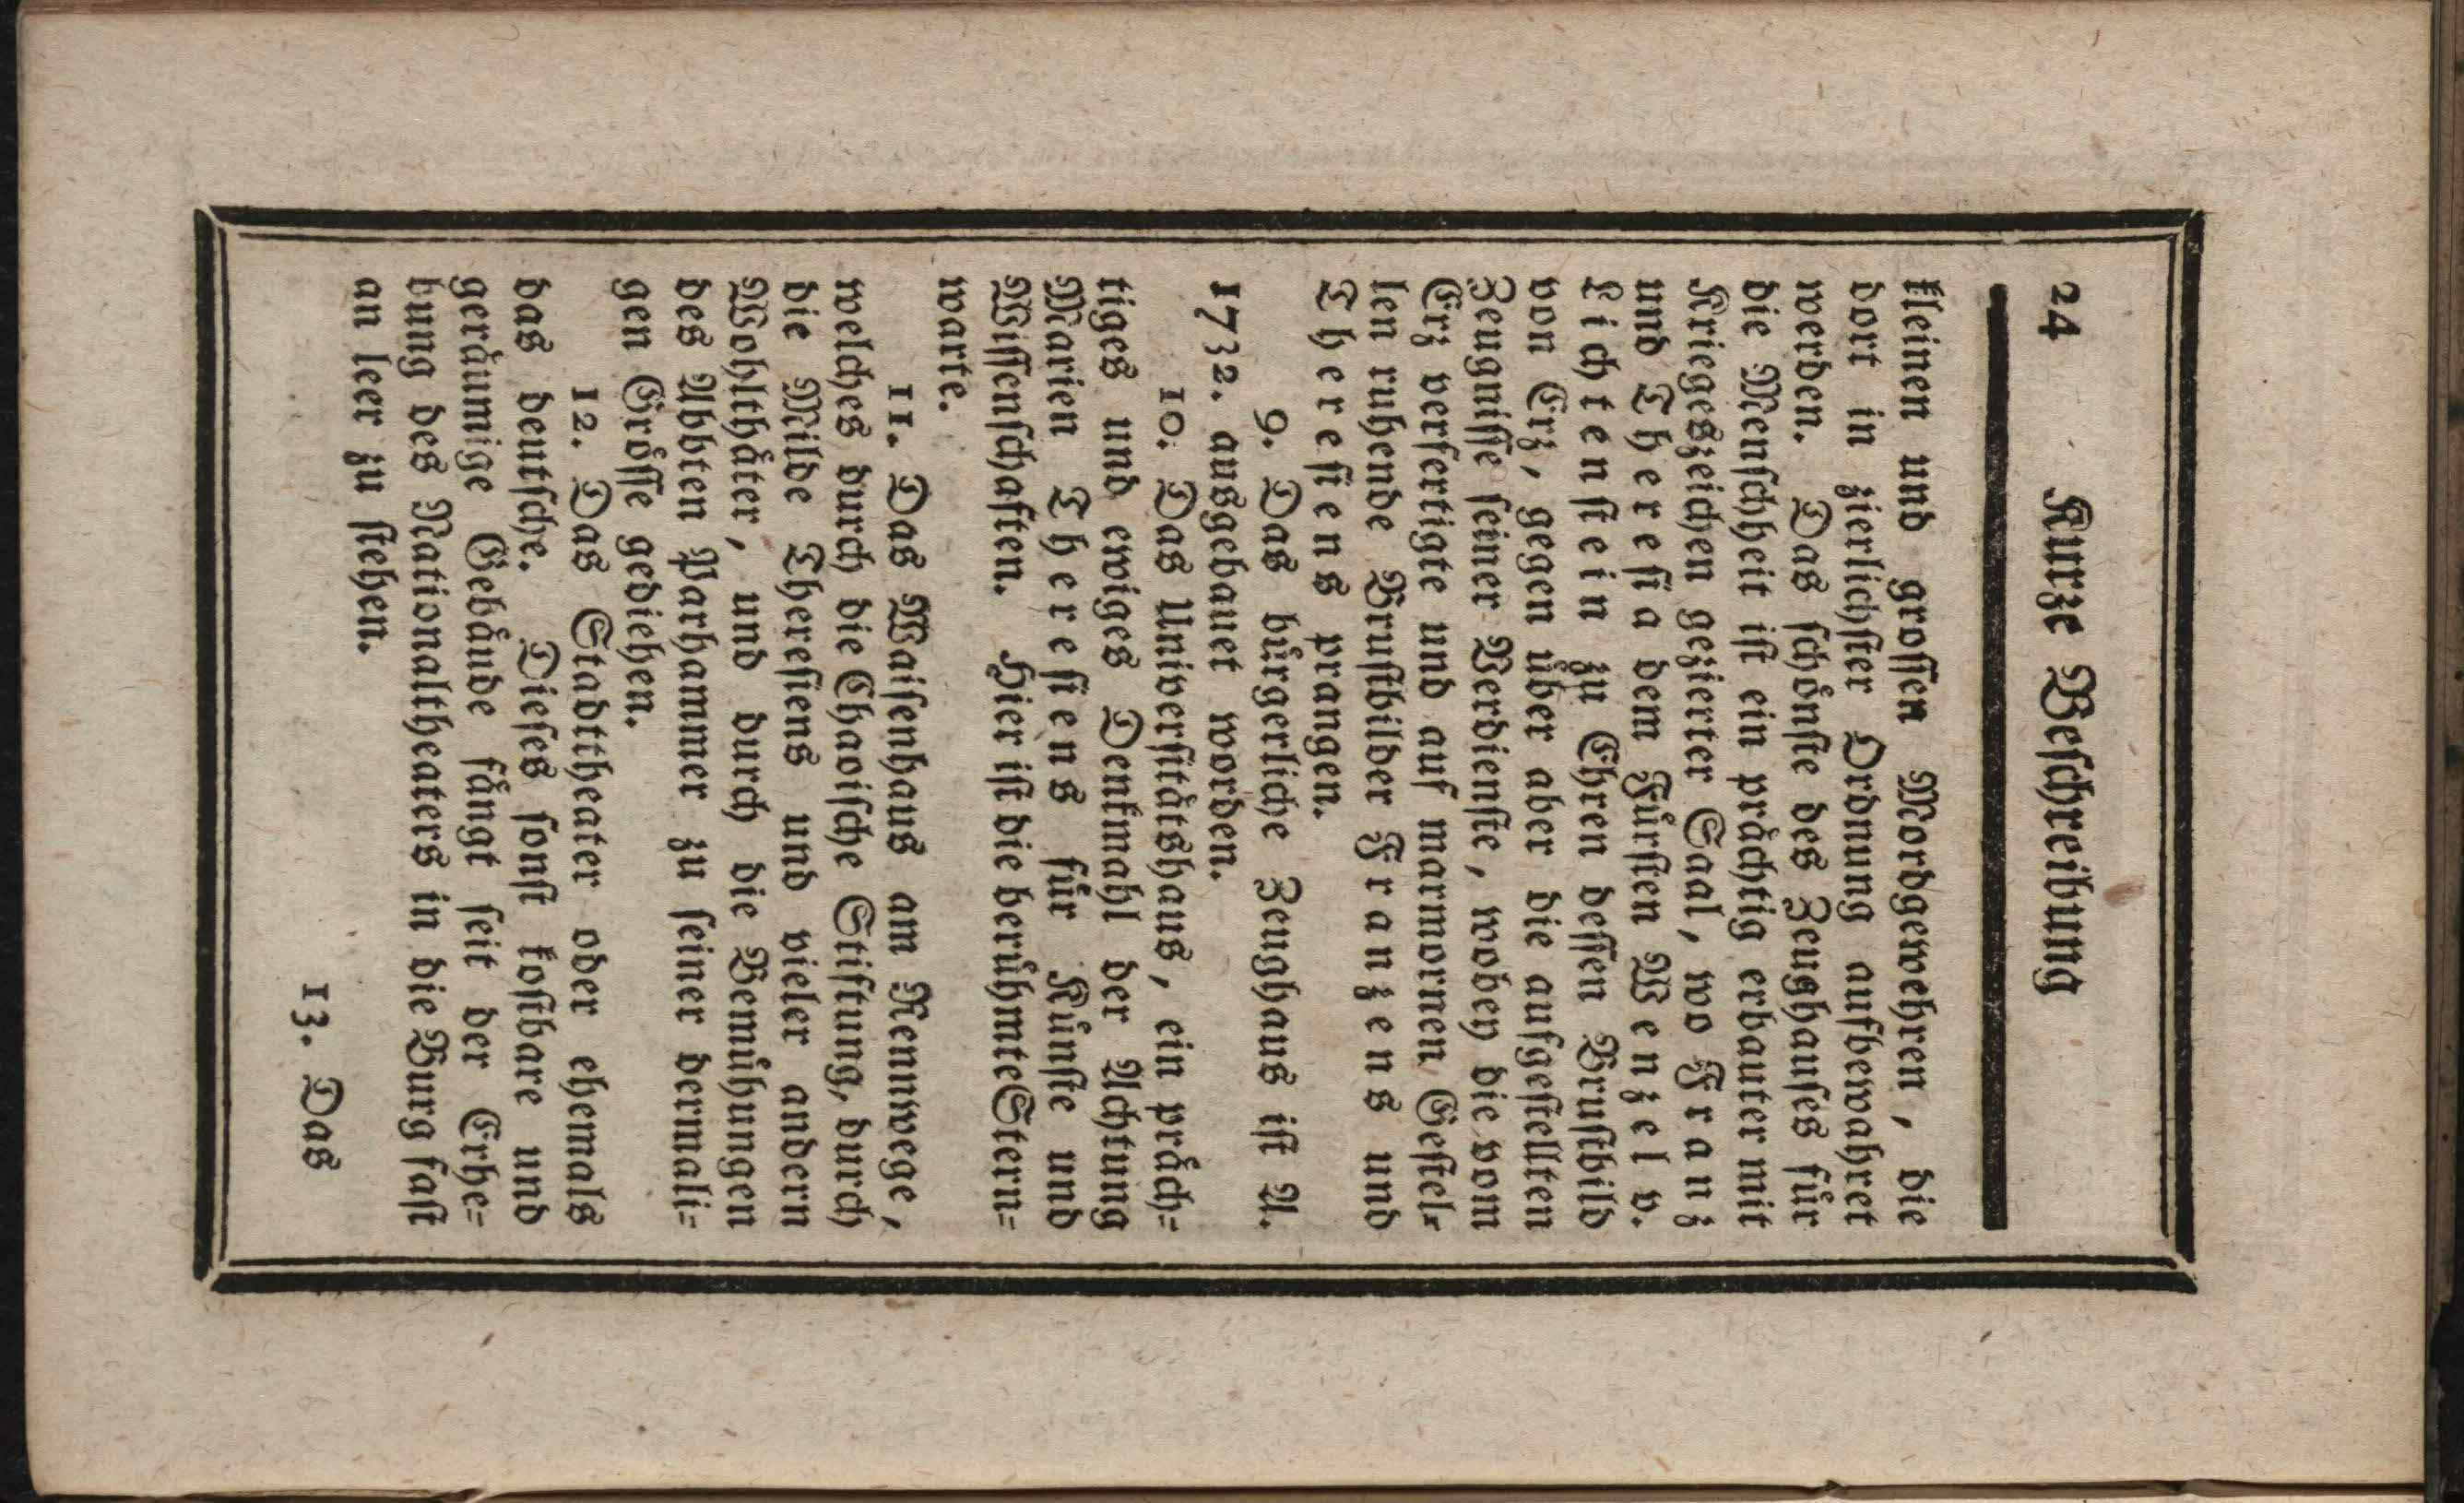 24 Kurze Beschreibung
kleinen und grossen Mordgewehren, die
dort in zierlichster Ordnung aufbewahret
werden. Das schönste des Zeughauses für
die Menschheit ist ein prächtig erbauter mit
Kriegeszeichen gezierter Saal, wo Franz
und Theresia dem Fürsten Wenzel v.
Lichtenstein zu Ehren dessen Brustbild
von Erz, gegen über aber die aufgestellten
Zeugnisse seiner Verdienste, wobey die vom
Erz verfertigte und auf marmornen Gestel=
len ruhende Brustbilder Franzens und
Theresiens prangen.
9. Das bürgerliche Zeughaus ist A.
1732. ausgebauet worden.
10. Das Universitätshaus, ein präch=
tiges und ewiges Denkmahl der Achtung
Marien Theresiens für Künste und
Wissenschaften. Hier ist die berühmte Stern=
warte.
11. Das Waisenhaus am Rennwege,
welches durch die Chaoische Stiftung, durch
die Milde Theresiens und vieler andern
Wohlthäter, und durch die Bemühungen
des Abbten Parhammer zu seiner dermali=
gen Grösse gediehen.
12. Das Stadttheater oder ehemals
das deutsche. Dieses sonst kostbare und
geräumige Gebäude fängt seit der Erhe=
bung des Nationaltheaters in die Burg fast
an leer zu stehen.
13. Das